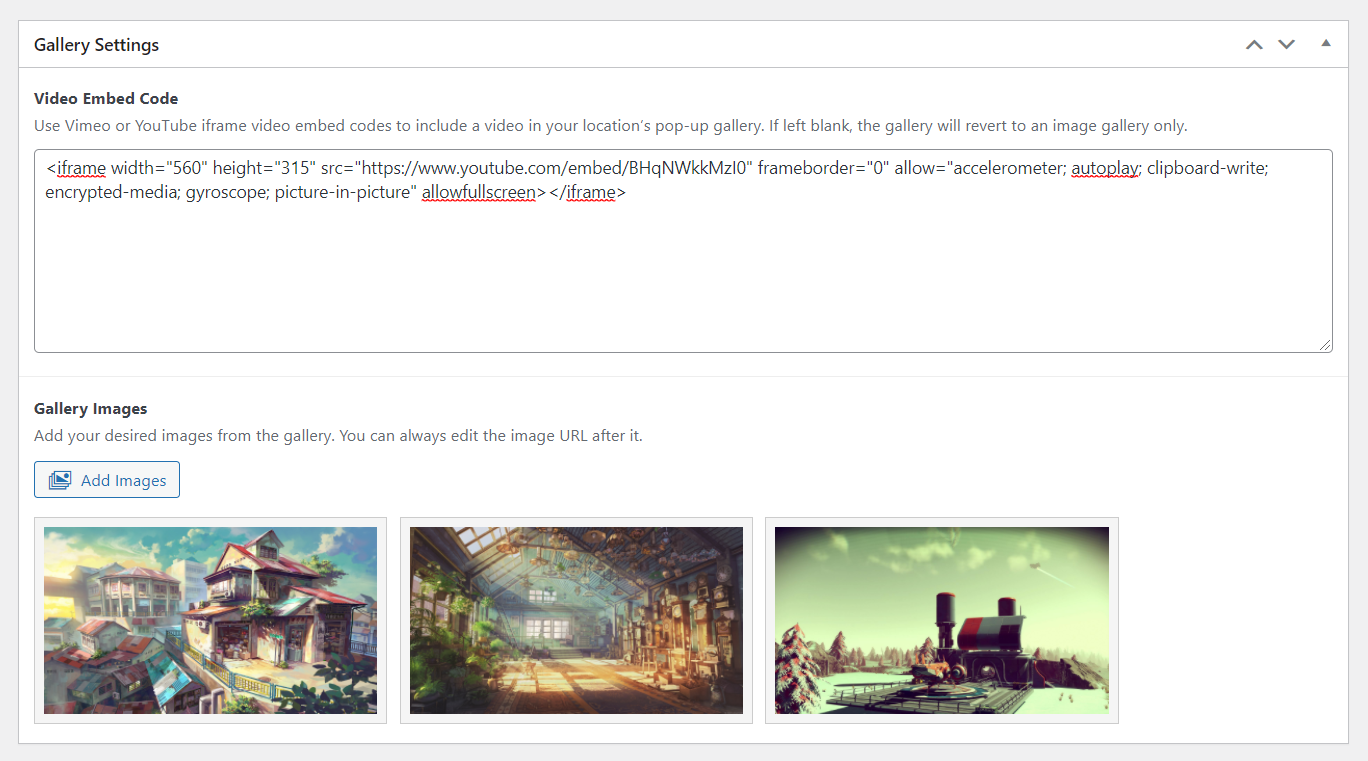 Gallery Settings
Video Embed Code
Use Vimeo or YouTube iframe video embed codes to include a video in your location's pop-up gallery. If left blank, the gallery will revert to an image gallery only.
<iframe width="560" height="315" src="https://www.youtube.com/embed/BHqNWkkMzI0" frameborder="0" allow="accelerometer; autoplay; clipboard-write;
encrypted-media; gyroscope; picture-in-picture" allowfullscreen></iframe>
Gallery Images
Add your desired images from the gallery. You can always edit the image URL after it.
Add Images